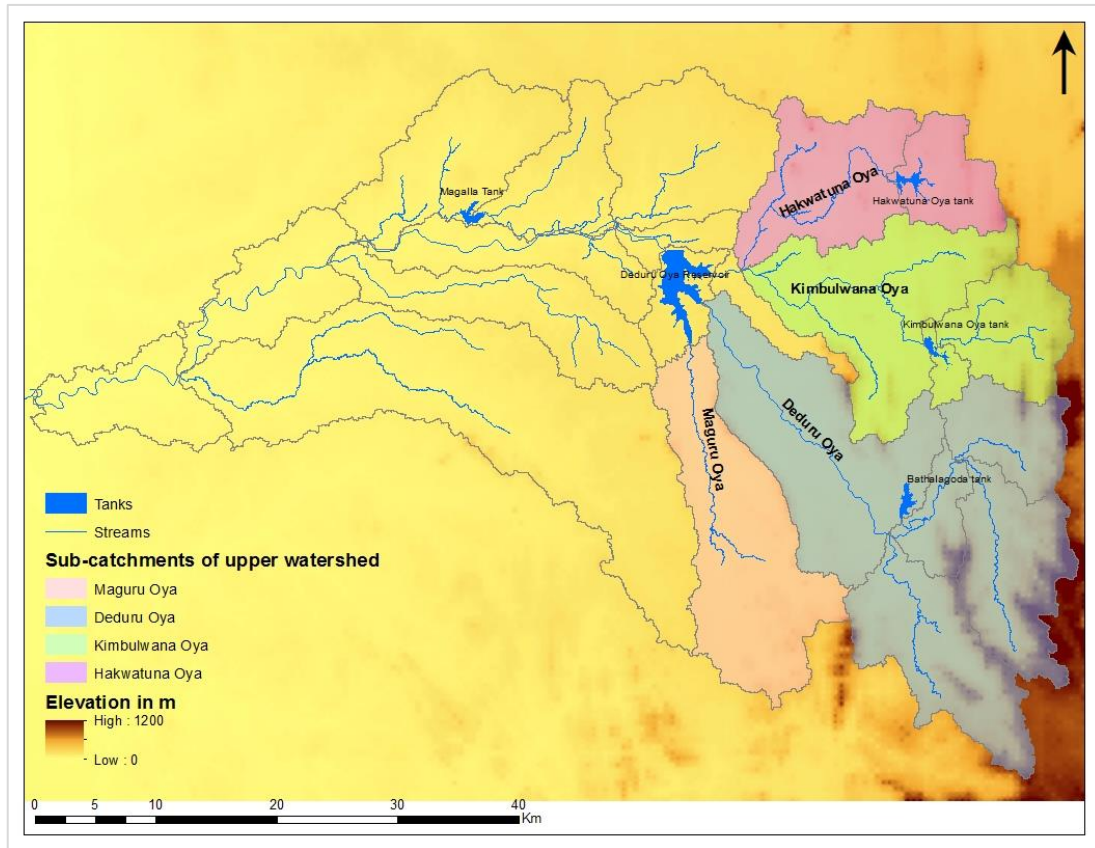 Magalla Tank
Hakwatuna Oya
Hakwatuna Oya tank
Deduru Oya Reservoir
Kimbulwana Oya
Kimbulwana Oya tank
Maguru Oya
Deduru Oya
Bathalagoda tank
Tanks
Streams
Sub-catchments of upper watershed
Maguru Oya
Deduru Oya
Kimbulwana Oya
Hakwatuna Oya
Elevation in m
High : 1200
Low : 0
0 5 10 20 30 40
Km